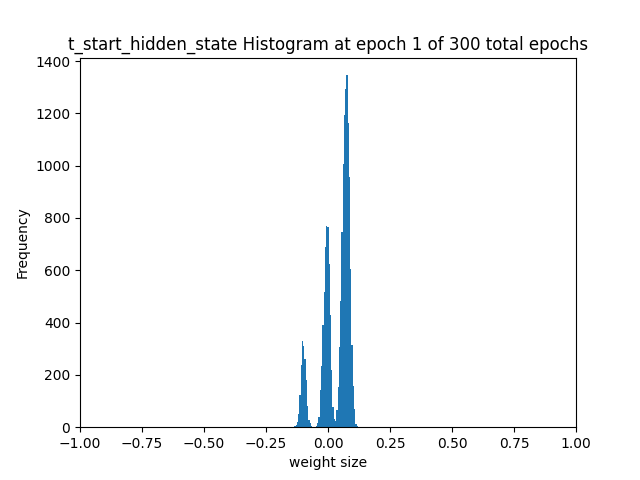 t_start_hidden_state Histogram at epoch 1 of 300 total epochs
1400
1200
1000
800
600
400
200
0
Frequency
−1.00 −0.75 −0.50 −0.25 0.00 0.25 0.50 0.75 1.00
weight size